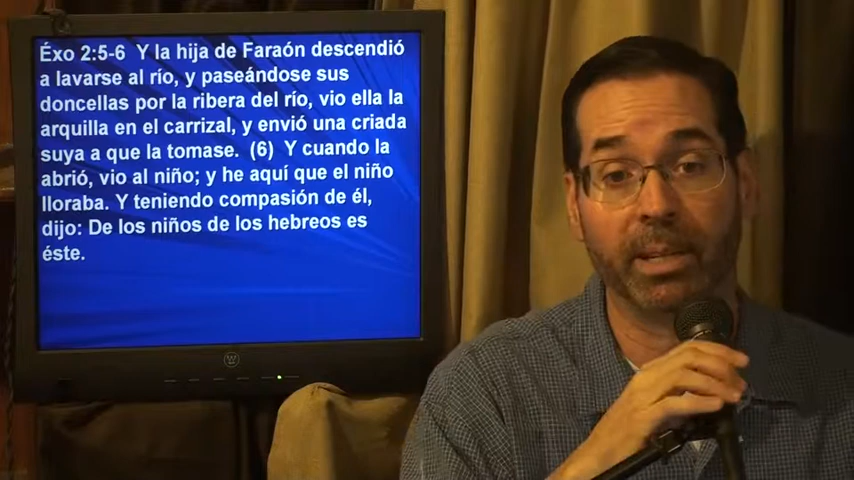 Éxo 2:5-6 Y la hija de Faraón descendió
a lavarse al río, y paseándose sus
doncellas por la ribera del río, vio ella la
arquilla en el carrizal, y envió una criada
suya a que la tomase. (6) Y cuando la
abrió, vio al niño; y he aquí que el niño
lloraba. Y teniendo compasión de él,
dijo: De los niños de los hebreos es
éste.
W